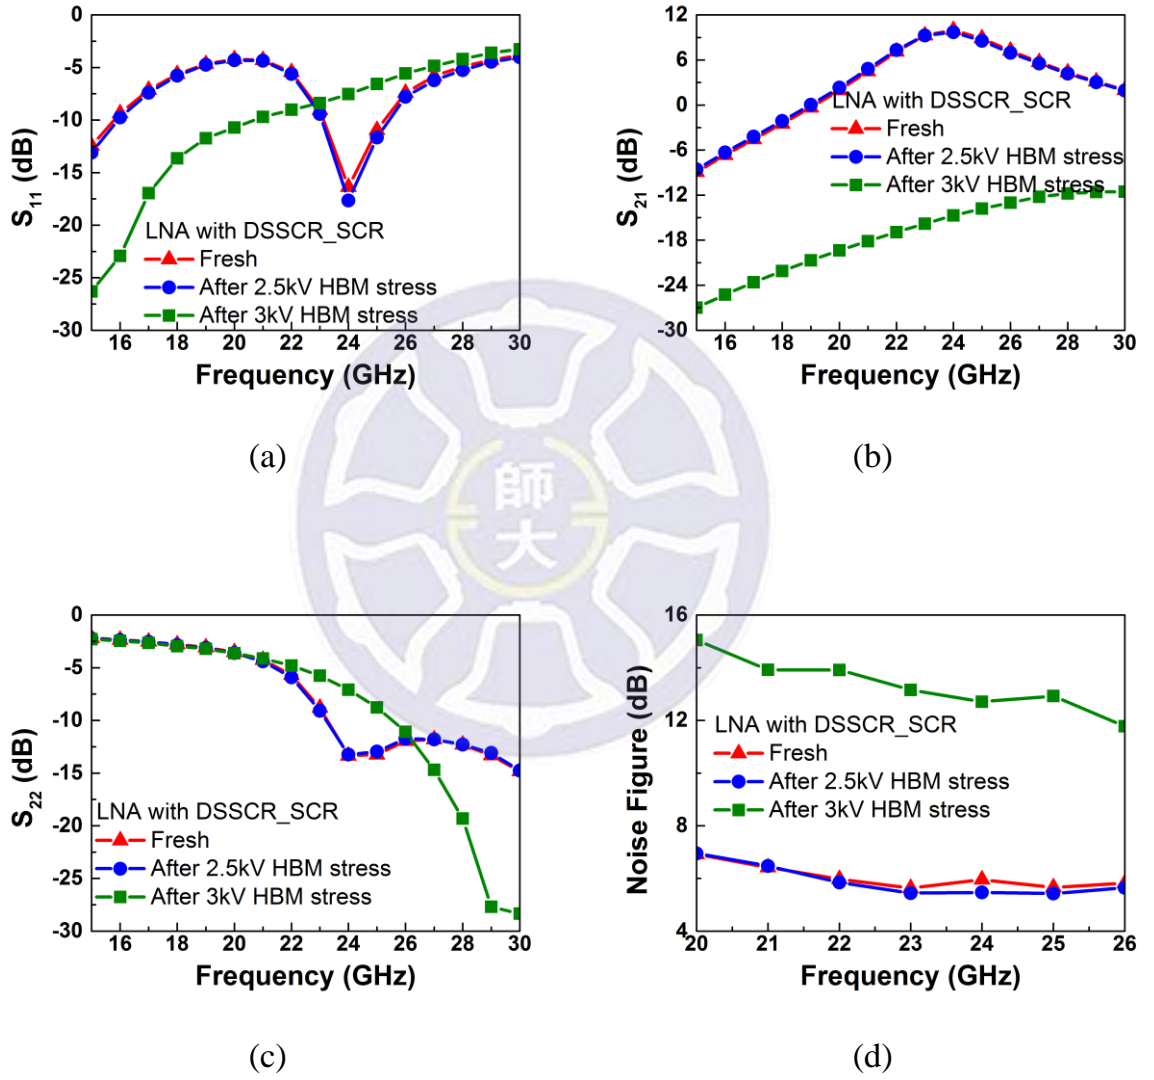 0
-5
-10
-15
-20
-25
-30
S11 (dB)
LNA with DSSCR_SCR
Fresh
After 2.5kV HBM stress
After 3kV HBM stress
16 18 20 22 24 26 28 30
Frequency (GHz)
(a)
12
6
0
-6
-12
-18
-24
-30
S21 (dB)
LNA with DSSCR_SCR
Fresh
After 2.5kV HBM stress
After 3kV HBM stress
16 18 20 22 24 26 28 30
Frequency (GHz)
(b)
師
大
0
-5
-10
-15
-20
-25
-30
S22 (dB)
LNA with DSSCR_SCR
Fresh
After 2.5kV HBM stress
After 3kV HBM stress
16 18 20 22 24 26 28 30
Frequency (GHz)
(c)
16
12
8
4
Noise Figure (dB)
LNA with DSSCR_SCR
Fresh
After 2.5kV HBM stress
After 3kV HBM stress
20 21 22 23 24 25 26
Frequency (GHz)
(d)